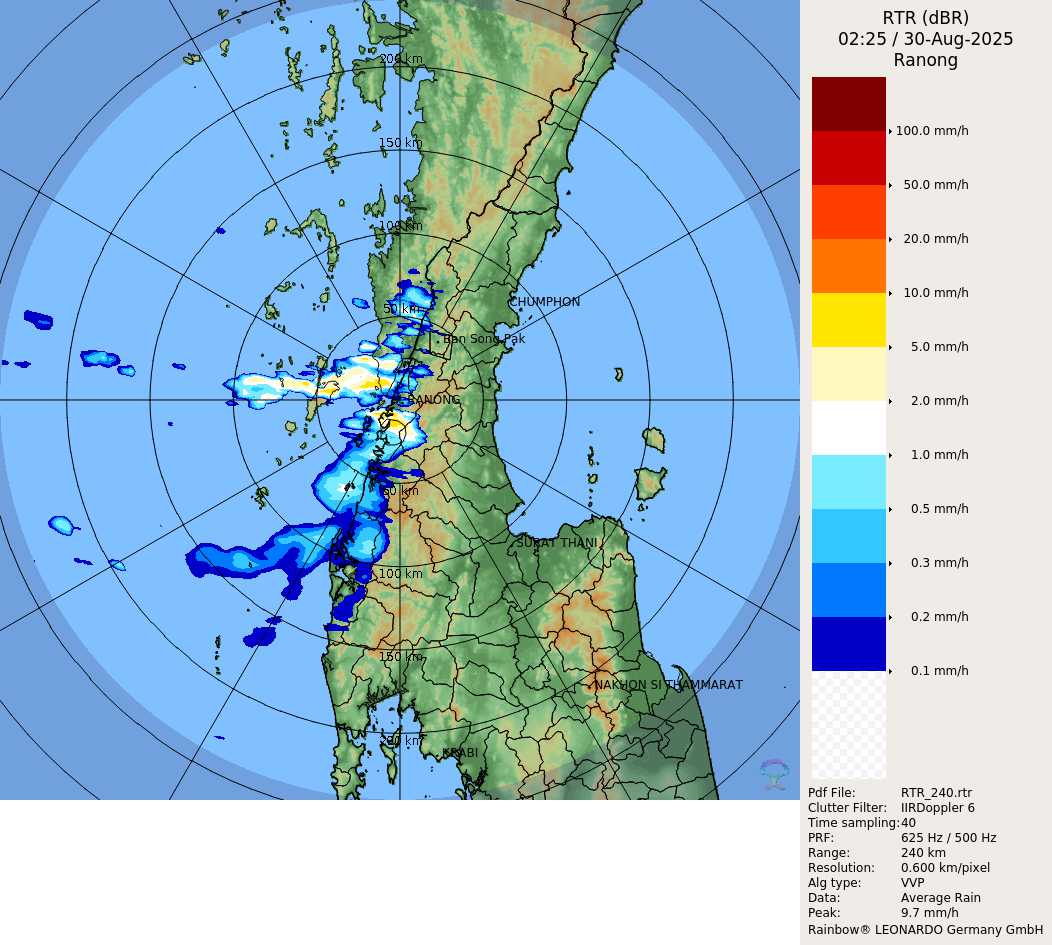 RTR (dBR)
02:25 / 30-Aug-2025
Ranong
100.0 mm/h
50.0 mm/h
20.0 mm/h
10.0 mm/h
5.0 mm/h
2.0 mm/h
1.0 mm/h
0.5 mm/h
0.3 mm/h
0.2 mm/h
0.1 mm/h
Pdf File: RTR_240.rtr
Clutter Filter: IIRDoppler 6
Time sampling: 40
PRF: 625 Hz / 500 Hz
Range: 240 km
Resolution: 0.600 km/pixel
Alg type: VVP
Data: Average Rain
Peak: 9.7 mm/h
Rainbow® LEONARDO Germany GmbH
200 km
150 km
100 km
50 km
CHUMPHON
Ban Song Pak
RANONG
50 km
SURAT THANI
100 km
150 km
NAKHON SI THAMMARAT
200 km
KRABI